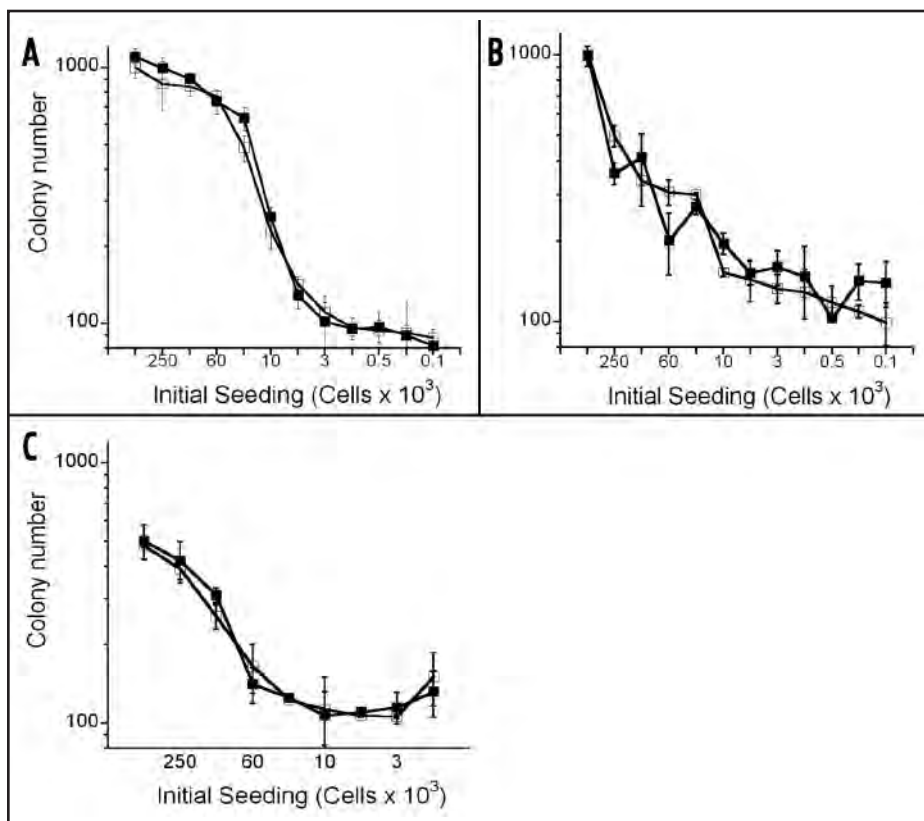 A
1000
100
Colony number
250 60 10 3 0.5 0.1
Initial Seeding (Cells x 10³)
B
1000
100
Colony number
250 60 10 3 0.5 0.1
Initial Seeding (Cells x 10³)
C
1000
100
Colony number
250 60 10 3
Initial Seeding (Cells x 10³)